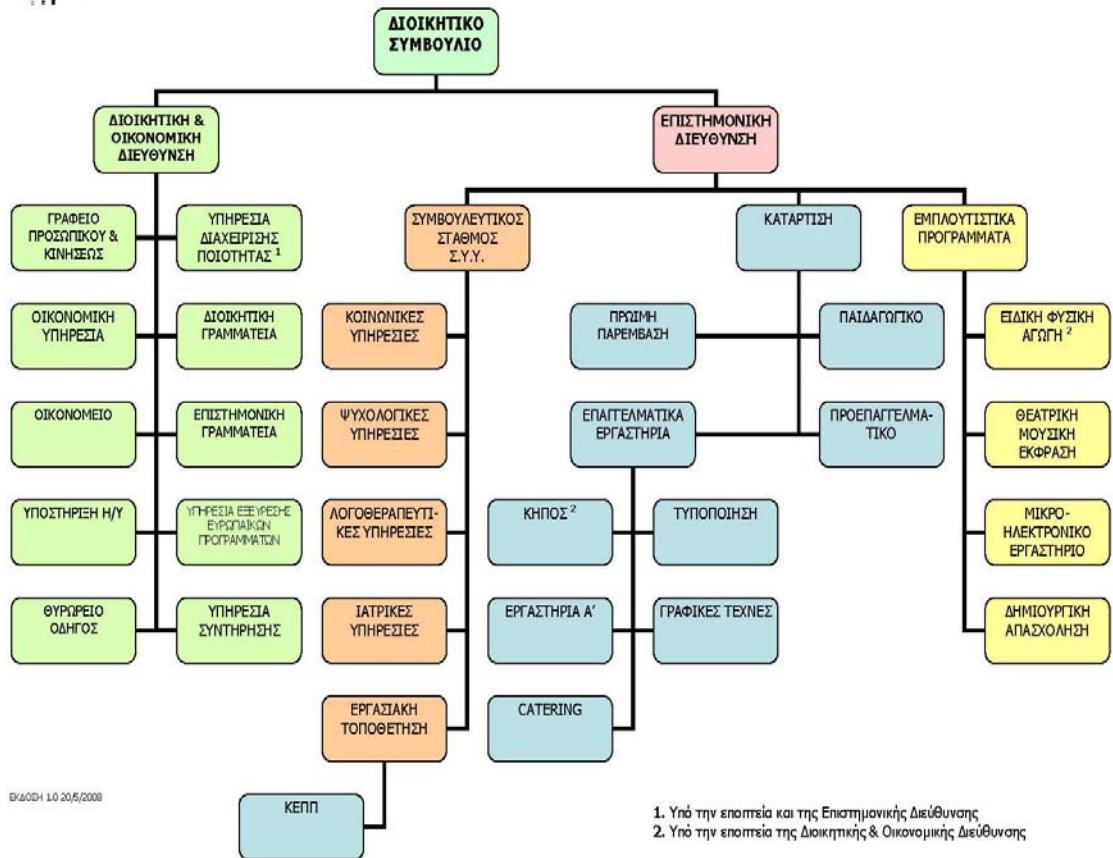 ΔΙΟΙΚΗΤΙΚΟ
ΣΥΜΒΟΥΛΙΟ
ΔΙΟΙΚΗΤΙΚΗ &
ΟΙΚΟΝΟΜΙΚΗ
ΔΙΕΥΘΥΝΣΗ
ΕΠΙΣΤΗΜΟΝΙΚΗ
ΔΙΕΥΘΥΝΣΗ
ΓΡΑΦΕΙΟ
ΠΡΟΣΩΠΙΚΟΥ &
ΚΙΝΗΣΕΩΣ
ΥΠΗΡΕΣΙΑ
ΔΙΑΧΕΙΡΙΣΗΣ
ΠΟΙΟΤΗΤΑΣ 1
ΣΥΜΒΟΥΛΕΥΤΙΚΟΣ
ΣΤΑΘΜΟΣ
Σ.Υ.Υ.
ΚΑΤΑΡΤΙΣΗ
ΕΜΠΛΟΥΤΙΣΤΙΚΑ
ΠΡΟΓΡΑΜΜΑΤΑ
ΟΙΚΟΝΟΜΙΚΗ
ΥΠΗΡΕΣΙΑ
ΔΙΟΙΚΗΤΙΚΗ
ΓΡΑΜΜΑΤΕΙΑ
ΚΟΙΝΩΝΙΚΕΣ
ΥΠΗΡΕΣΙΕΣ
ΠΡΩΙΜΗ
ΠΑΡΕΜΒΑΣΗ
ΠΑΙΔΑΓΩΓΙΚΟ
ΕΙΔΙΚΗ ΦΥΣΙΚΗ
ΑΓΩΓΗ 2
ΟΙΚΟΝΟΜΕΙΟ
ΕΠΙΣΤΗΜΟΝΙΚΗ
ΓΡΑΜΜΑΤΕΙΑ
ΨΥΧΟΛΟΓΙΚΕΣ
ΥΠΗΡΕΣΙΕΣ
ΕΠΑΓΓΕΛΜΑΤΙΚΑ
ΕΡΓΑΣΤΗΡΙΑ
ΠΡΟΕΠΑΓΓΕΛΜΑ-
ΤΙΚΟ
ΘΕΑΤΡΙΚΗ
ΜΟΥΣΙΚΗ
ΕΚΦΡΑΣΗ
ΥΠΟΣΤΗΡΙΞΗ Η/Υ
ΥΠΗΡΕΣΙΑ ΕΞΕΥΡΕΣΗΣ
ΕΥΡΩΠΑΙΚΩΝ
ΠΡΟΓΡΑΜΜΑΤΩΝ
ΛΟΓΟΘΕΡΑΠΕΥΤΙ-
ΚΕΣ ΥΠΗΡΕΣΙΕΣ
ΚΗΠΟΣ 2
ΤΥΠΟΠΟΙΗΣΗ
ΜΙΚΡΟ-
ΗΛΕΚΤΡΟΝΙΚΟ
ΕΡΓΑΣΤΗΡΙΟ
ΘΥΡΩΡΕΙΟ
ΟΔΗΓΟΣ
ΥΠΗΡΕΣΙΑ
ΣΥΝΤΗΡΗΣΗΣ
ΙΑΤΡΙΚΕΣ
ΥΠΗΡΕΣΙΕΣ
ΕΡΓΑΣΤΗΡΙΑ Α΄
ΓΡΑΦΙΚΕΣ ΤΕΧΝΕΣ
ΔΗΜΙΟΥΡΓΙΚΗ
ΑΠΑΣΧΟΛΗΣΗ
ΕΡΓΑΣΙΑΚΗ
ΤΟΠΟΘΕΤΗΣΗ
CATERING
ΚΕΠΠ
ΕΚΔΟΣΗ 1.0 20/5/2008
1. Υπό την εποπτεία και της Επιστημονικής Διεύθυνσης
2. Υπό την εποπτεία της Διοικητικής & Οικονομικής Διεύθυνσης